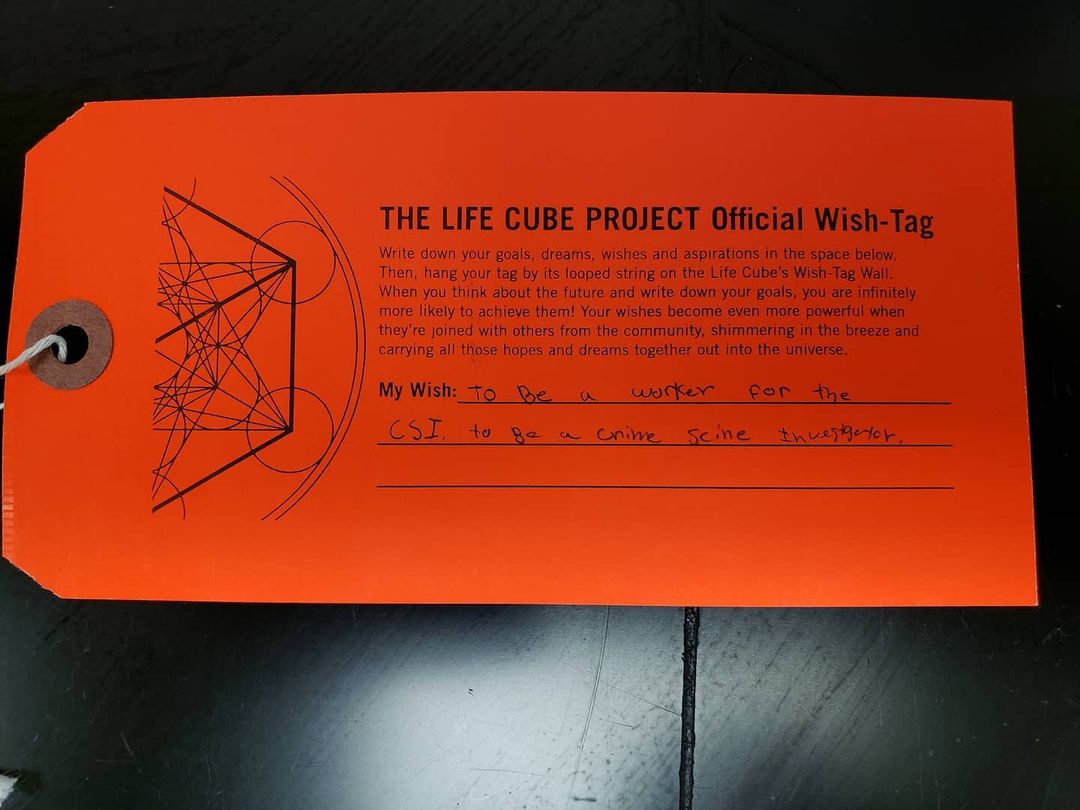 THE LIFE CUBE PROJECT Official Wish-Tag
Write down your goals, dreams, wishes and aspirations in the space below.
Then, hang your tag by its looped string on the Life Cube's Wish-Tag Wall.
When you think about the future and write down your goals, you are infinitely
more likely to achieve them! Your wishes become even more powerful when
they're joined with others from the community, shimmering in the breeze and
carrying all those hopes and dreams together out into the universe.
My Wish: To Be a worker for the
CSI. to Be a crime scine Investgator.